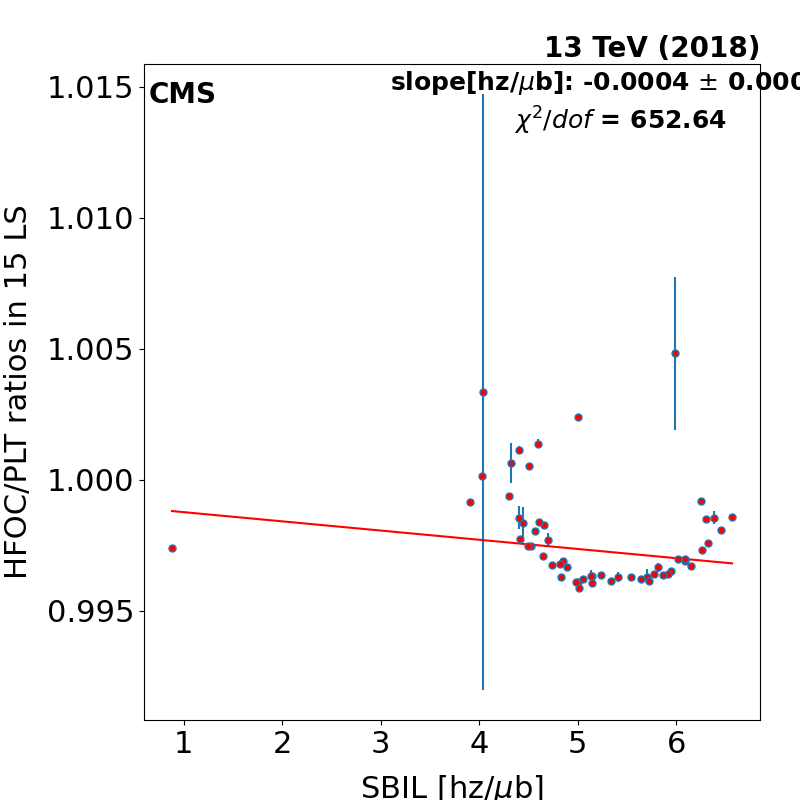 13 TeV (2018)
CMS
slope[hz/μb]: -0.0004 ± 0.000
χ²/dof = 652.64
HFOC/PLT ratios in 15 LS
1.015
1.010
1.005
1.000
0.995
1 2 3 4 5 6
SBIL [hz/μb]